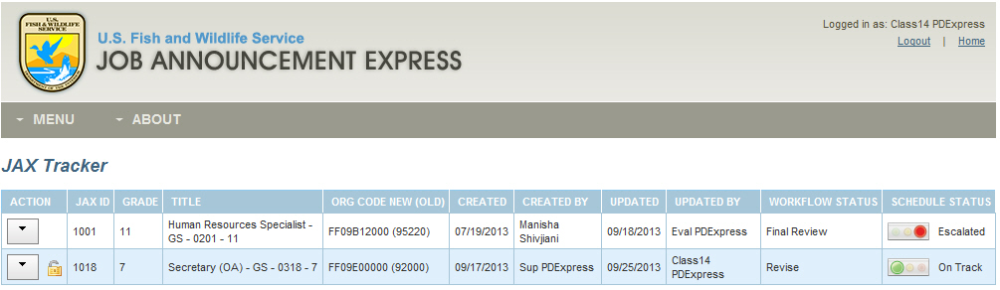 U.S.
FISH & WILDLIFE
SERVICE
U.S. Fish and Wildlife Service
JOB ANNOUNCEMENT EXPRESS
Logged in as: Class14 PDExpress
Logout | Home
MENU ABOUT
JAX Tracker
ACTION JAX ID GRADE TITLE ORG CODE NEW (OLD) CREATED CREATED BY UPDATED UPDATED BY WORKFLOW STATUS SCHEDULE STATUS
1001 11 Human Resources Specialist - GS - 0201 - 11 FF09B12000 (95220) 07/19/2013 Manisha Shivjiani 09/18/2013 Eval PDExpress Final Review Escalated
1018 7 Secretary (OA) - GS - 0318 - 7 FF09E00000 (92000) 09/17/2013 Sup PDExpress 09/25/2013 Class14 PDExpress Revise On Track